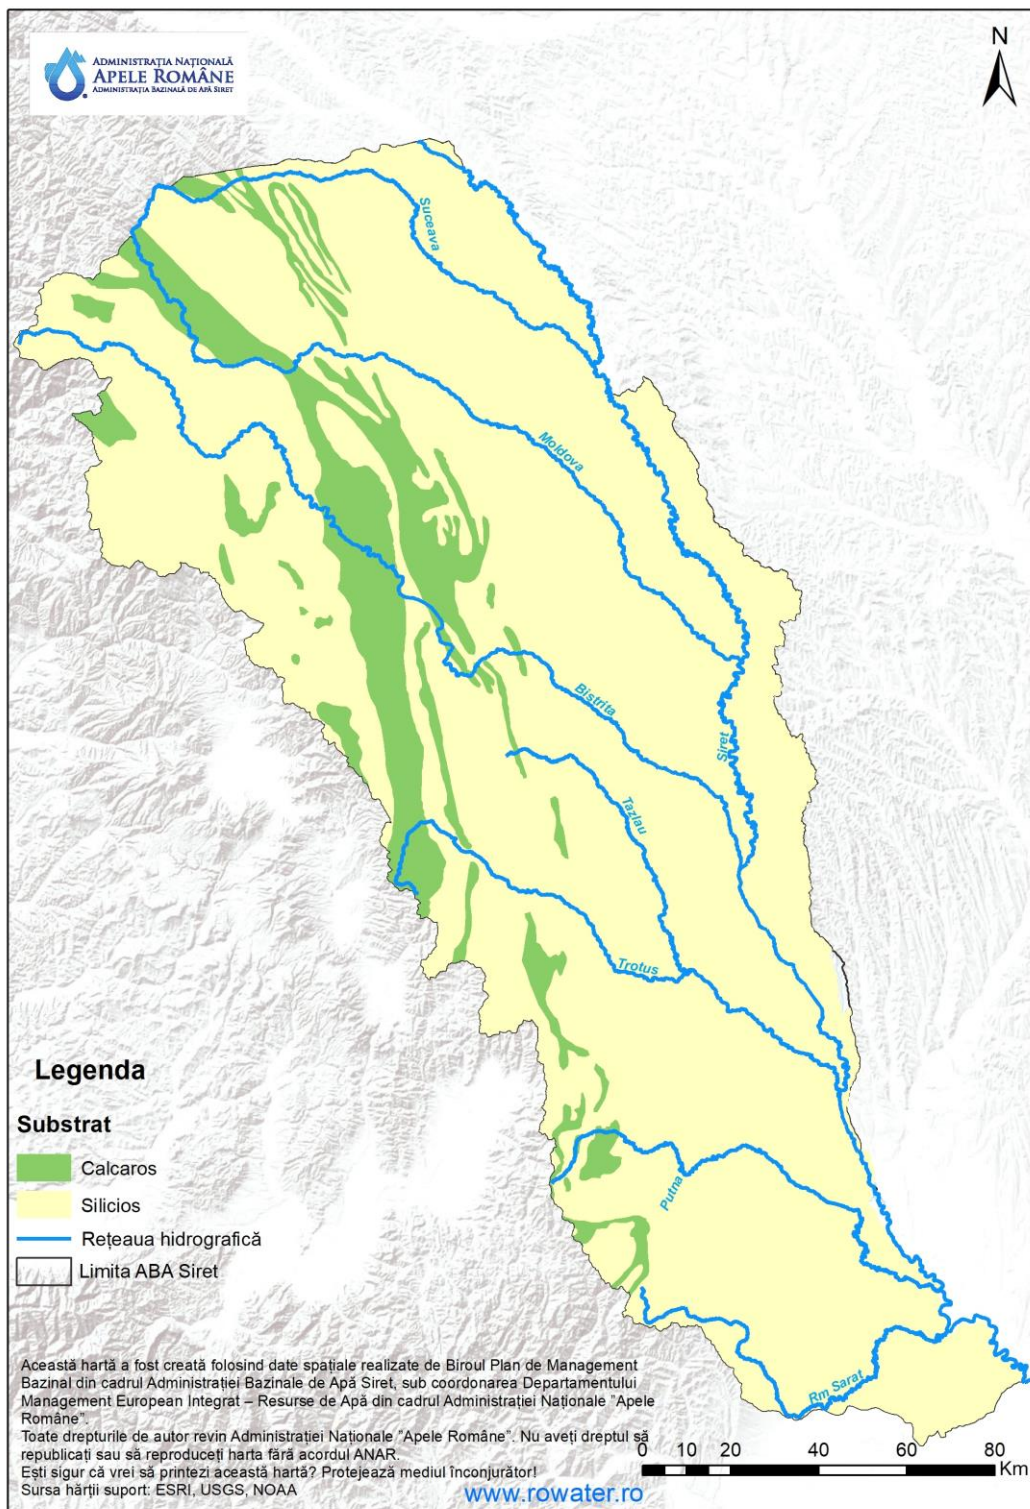 ADMINISTRAȚIA NAȚIONALĂ
APELE ROMÂNE
ADMINISTRAȚIA BAZINALĂ DE APĂ SIRET
N
Suceava
Moldova
Bistrita
Siret
Tazlau
Trotus
Putna
Rm Sarat
Legenda
Substrat
Calcaros
Silicios
Rețeaua hidrografică
Limita ABA Siret
Această hartă a fost creată folosind date spațiale realizate de Biroul Plan de Management
Bazinal din cadrul Administrației Bazinale de Apă Siret, sub coordonarea Departamentului
Management European Integrat – Resurse de Apă din cadrul Administrației Naționale "Apele
Române".
Toate drepturile de autor revin Administrației Naționale "Apele Române". Nu aveți dreptul să
republicați sau să reproduceți harta fără acordul ANAR.
Ești sigur că vrei să printezi această hartă? Protejează mediul înconjurător!
Sursa hărții suport: ESRI, USGS, NOAA
www.rowater.ro
0 10 20 40 60 80
Km